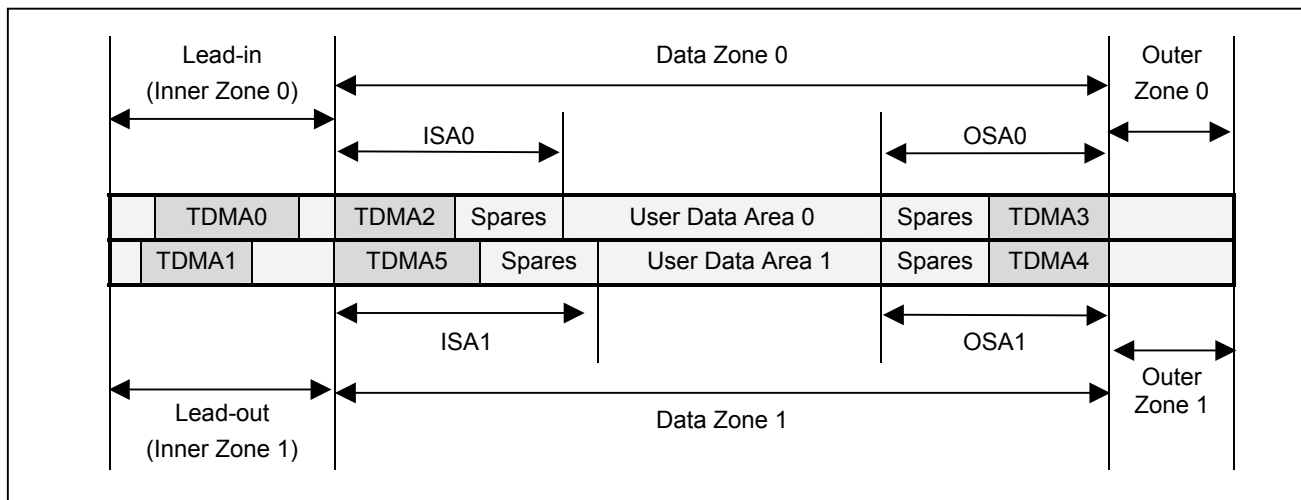 Lead-in
(Inner Zone 0)
Data Zone 0
Outer
Zone 0
ISA0
OSA0
TDMA0
TDMA2
Spares
User Data Area 0
Spares
TDMA3
TDMA1
TDMA5
Spares
User Data Area 1
Spares
TDMA4
ISA1
OSA1
Lead-out
(Inner Zone 1)
Data Zone 1
Outer
Zone 1